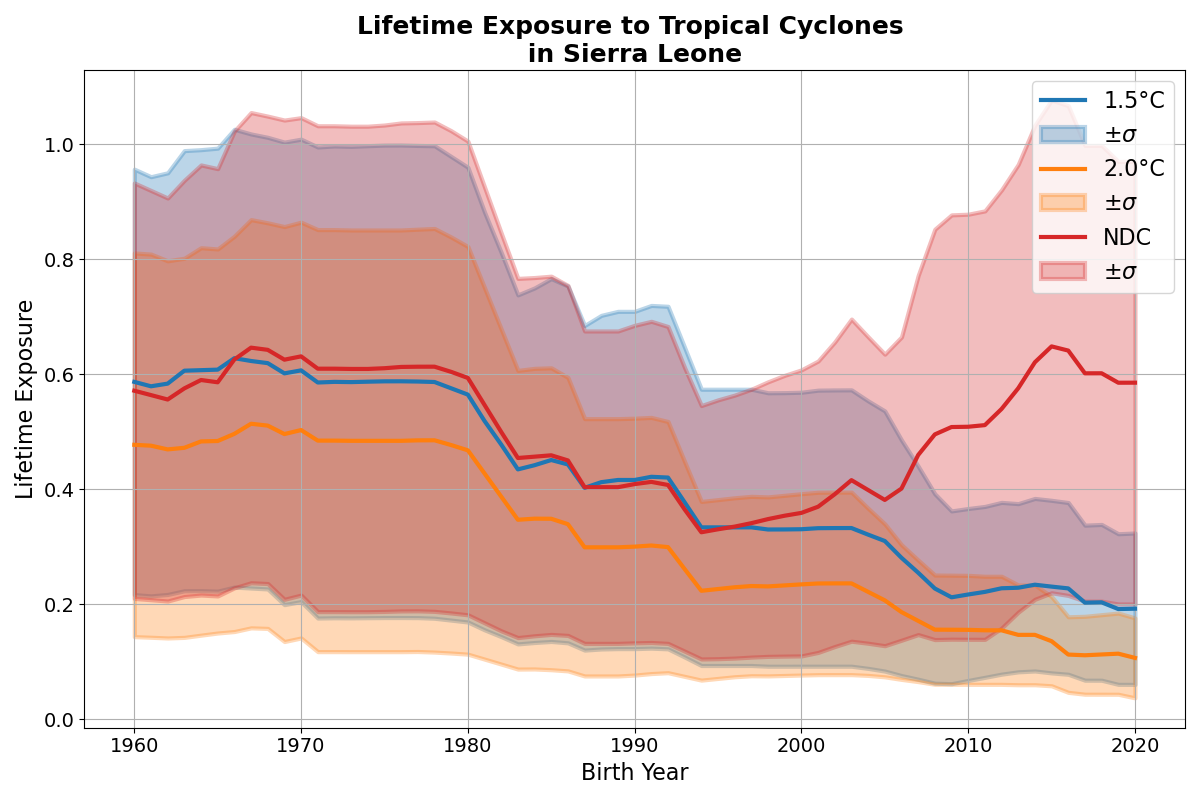 Lifetime Exposure to Tropical Cyclones
in Sierra Leone
Lifetime Exposure
1.0
0.8
0.6
0.4
0.2
0.0
1960 1970 1980 1990 2000 2010 2020
Birth Year
1.5°C
±σ
2.0°C
±σ
NDC
±σ